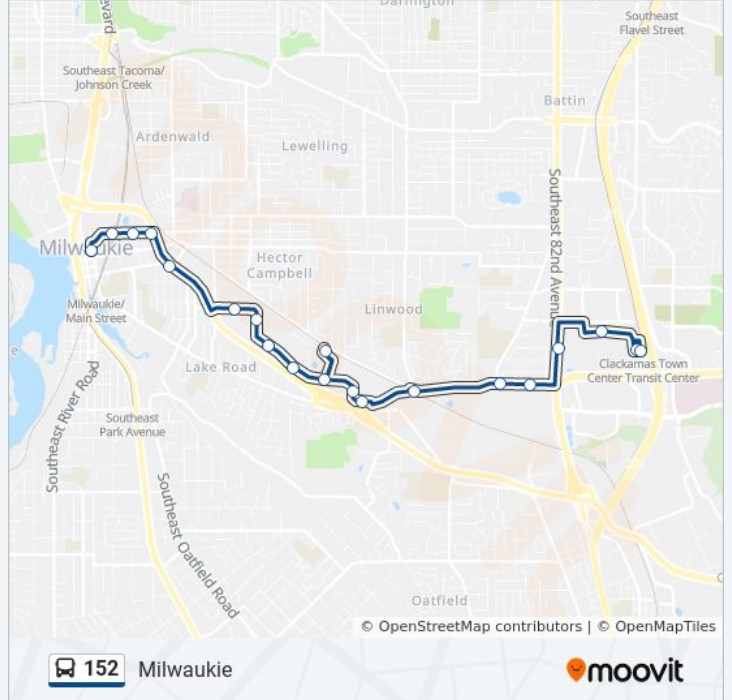 evard
Darlington
Southeast
Flavel Street
Southeast Tacoma/
Johnson Creek
Battin
Ardenwald
Lewelling
Southeast 82nd Avenue
Milwaukie
Hector
Campbell
Milwaukie/
Main Street
Linwood
e
Lake Road
Clackamas Town
Center Transit Center
Southeast River Road
Southeast
Park Avenue
Southeast Oatfield Road
C
Oatfield
© OpenStreetMap contributors | © OpenMapTiles
152 Milwaukie
moovit